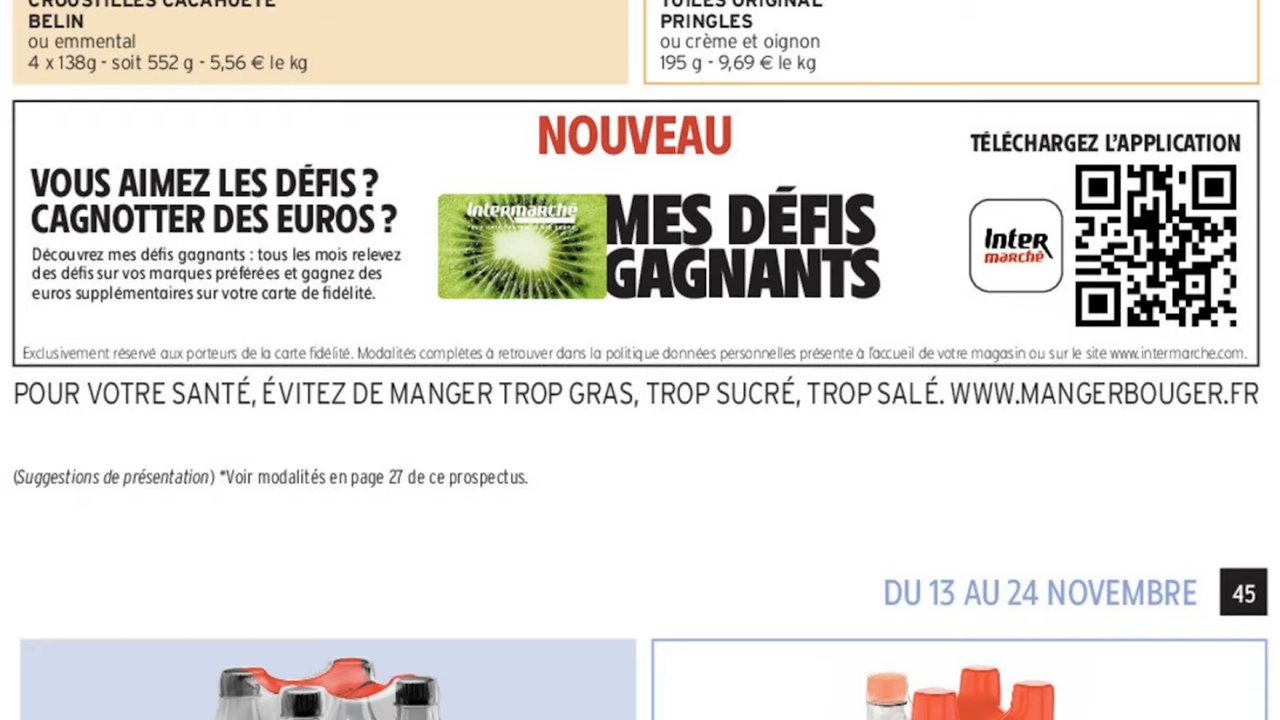 CROUSTILLES CACAHUÈTE
BELIN
ou emmental
4 x 138g - soit 552 g - 5,56 € le kg
TUILES ORIGINAL
PRINGLES
ou crème et oignon
195 g - 9,69 € le kg
NOUVEAU
VOUS AIMEZ LES DÉFIS ?
CAGNOTTER DES EUROS ?
Découvrez mes défis gagnants : tous les mois relevez
des défis sur vos marques préférées et gagnez des
euros supplémentaires sur votre carte de fidélité.
Intermarché
MES DÉFIS
GAGNANTS
TÉLÉCHARGEZ L'APPLICATION
Inter
marché
Exclusivement réservé aux porteurs de la carte fidélité. Modalités complètes à retrouver dans la politique données personnelles présente à l'accueil de votre magasin ou sur le site www.intermarche.com.
POUR VOTRE SANTÉ, ÉVITEZ DE MANGER TROP GRAS, TROP SUCRÉ, TROP SALÉ. WWW.MANGERBOUGER.FR
(Suggestions de présentation) *Voir modalités en page 27 de ce prospectus.
DU 13 AU 24 NOVEMBRE
45